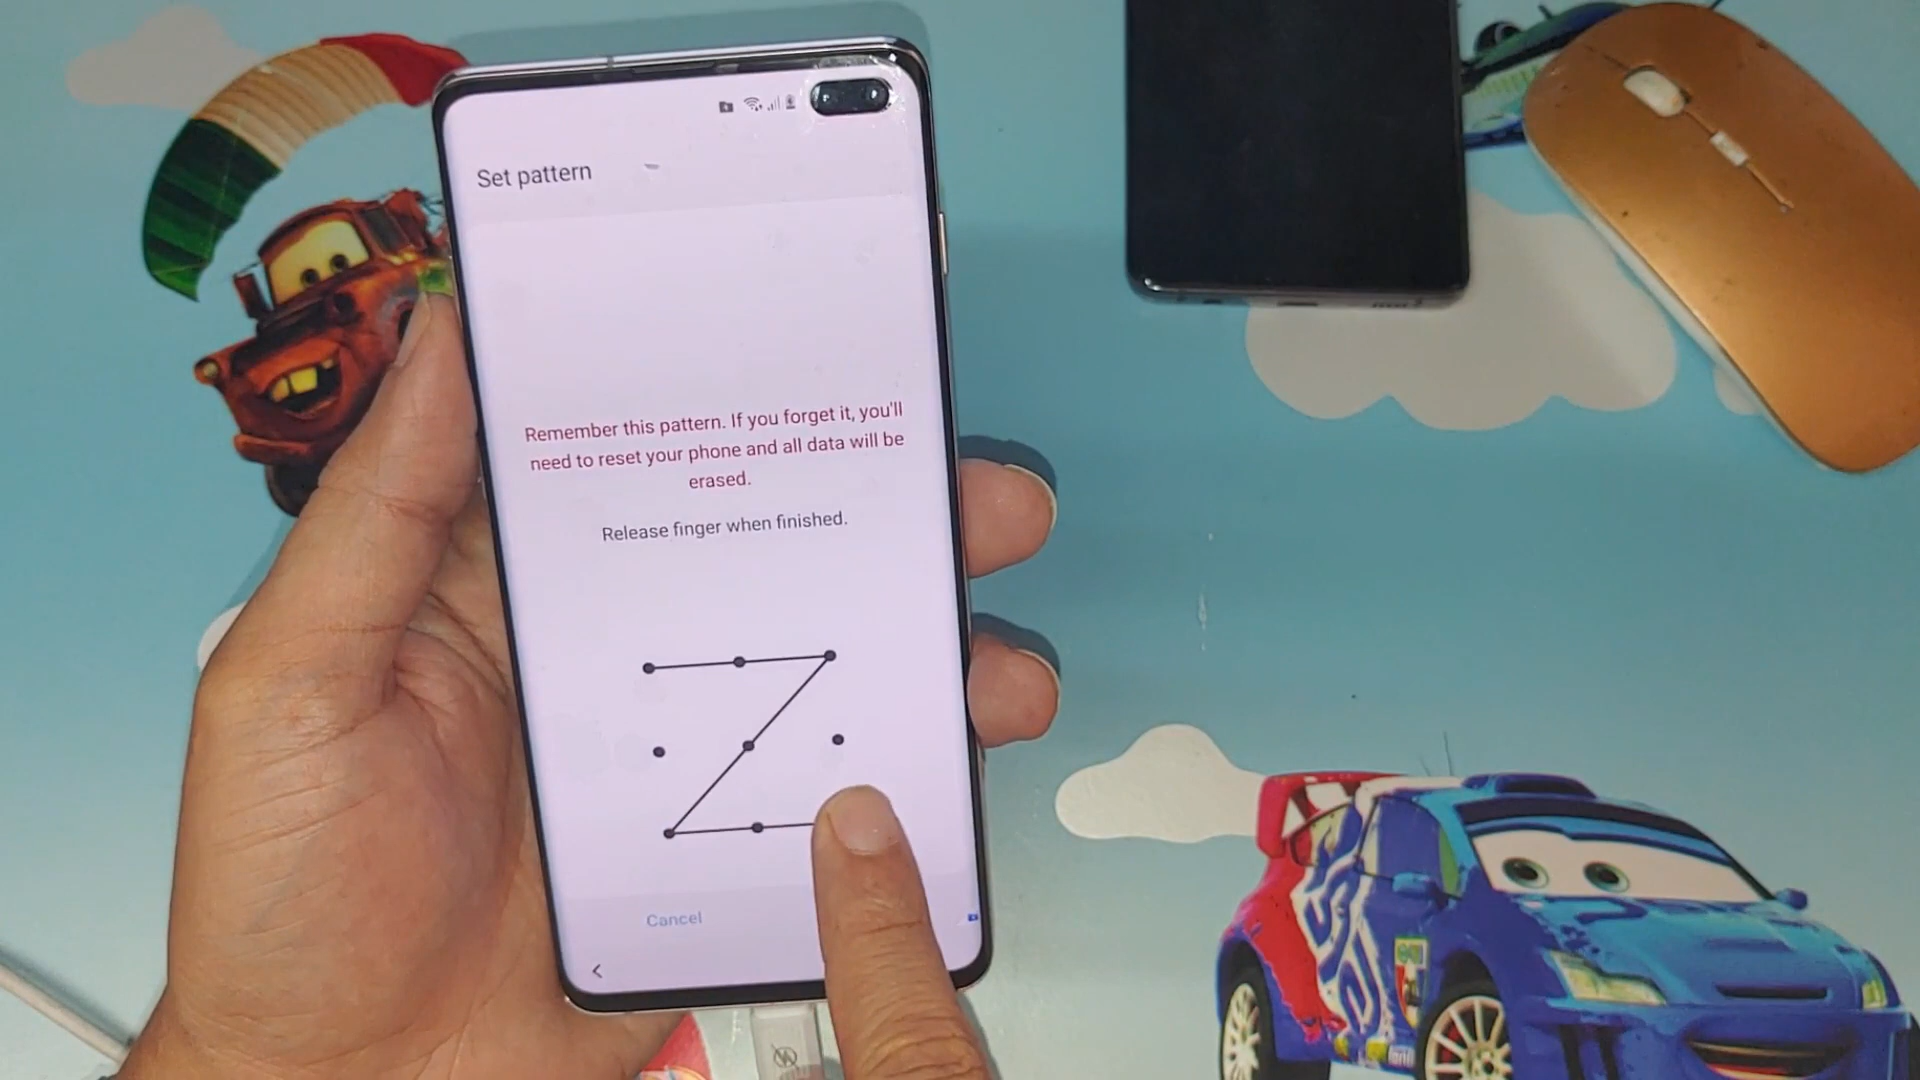 Set pattern
Remember this pattern. If you forget it, you'll
need to reset your phone and all data will be
erased.
Release finger when finished.
Cancel